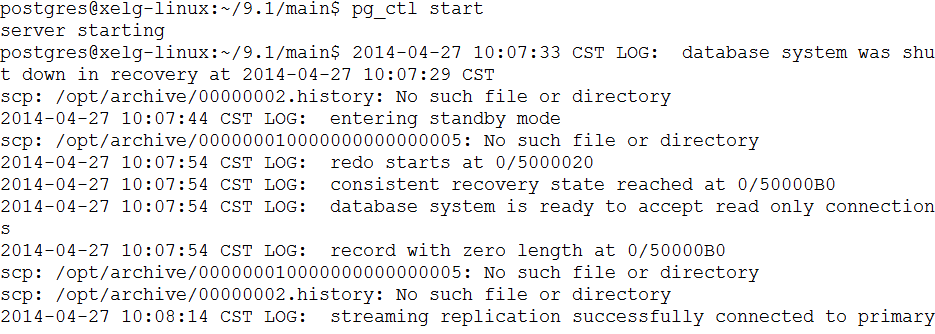 postgres@xelg-linux:~/9.1/main$ pg_ctl start
server starting
postgres@xelg-linux:~/9.1/main$ 2014-04-27 10:07:33 CST LOG:  database system was shu
t down in recovery at 2014-04-27 10:07:29 CST
scp: /opt/archive/00000002.history: No such file or directory
2014-04-27 10:07:44 CST LOG:  entering standby mode
scp: /opt/archive/000000010000000000000005: No such file or directory
2014-04-27 10:07:54 CST LOG:  redo starts at 0/5000020
2014-04-27 10:07:54 CST LOG:  consistent recovery state reached at 0/50000B0
2014-04-27 10:07:54 CST LOG:  database system is ready to accept read only connection
s
2014-04-27 10:07:54 CST LOG:  record with zero length at 0/50000B0
scp: /opt/archive/000000010000000000000005: No such file or directory
scp: /opt/archive/00000002.history: No such file or directory
2014-04-27 10:08:14 CST LOG:  streaming replication successfully connected to primary